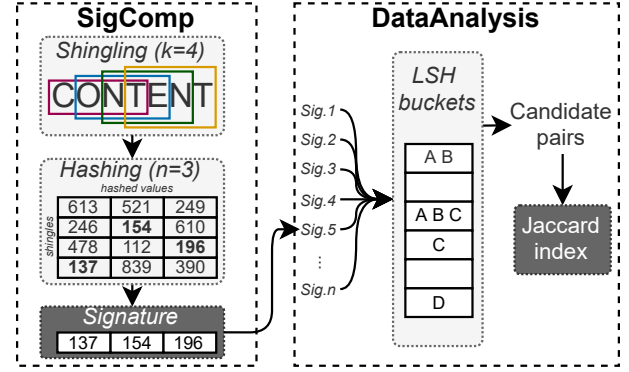 SigComp
Shingling (k=4)
CONTENT
Hashing (n=3)
hashed values
shingles
613 521 249
246 154 610
478 112 196
137 839 390
Signature
137 154 196
DataAnalysis
Sig.1
Sig.2
Sig.3
Sig.4
Sig.5
⋮
Sig.n
LSH
buckets
A B
A B C
C
D
Candidate
pairs
Jaccard
index